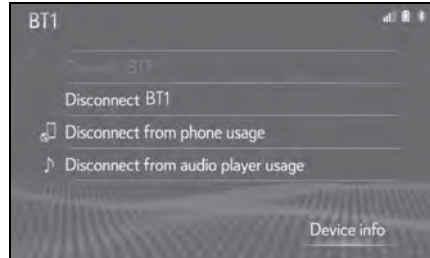 BT1
Disconnect BT1
Disconnect from phone usage
Disconnect from audio player usage
Device info